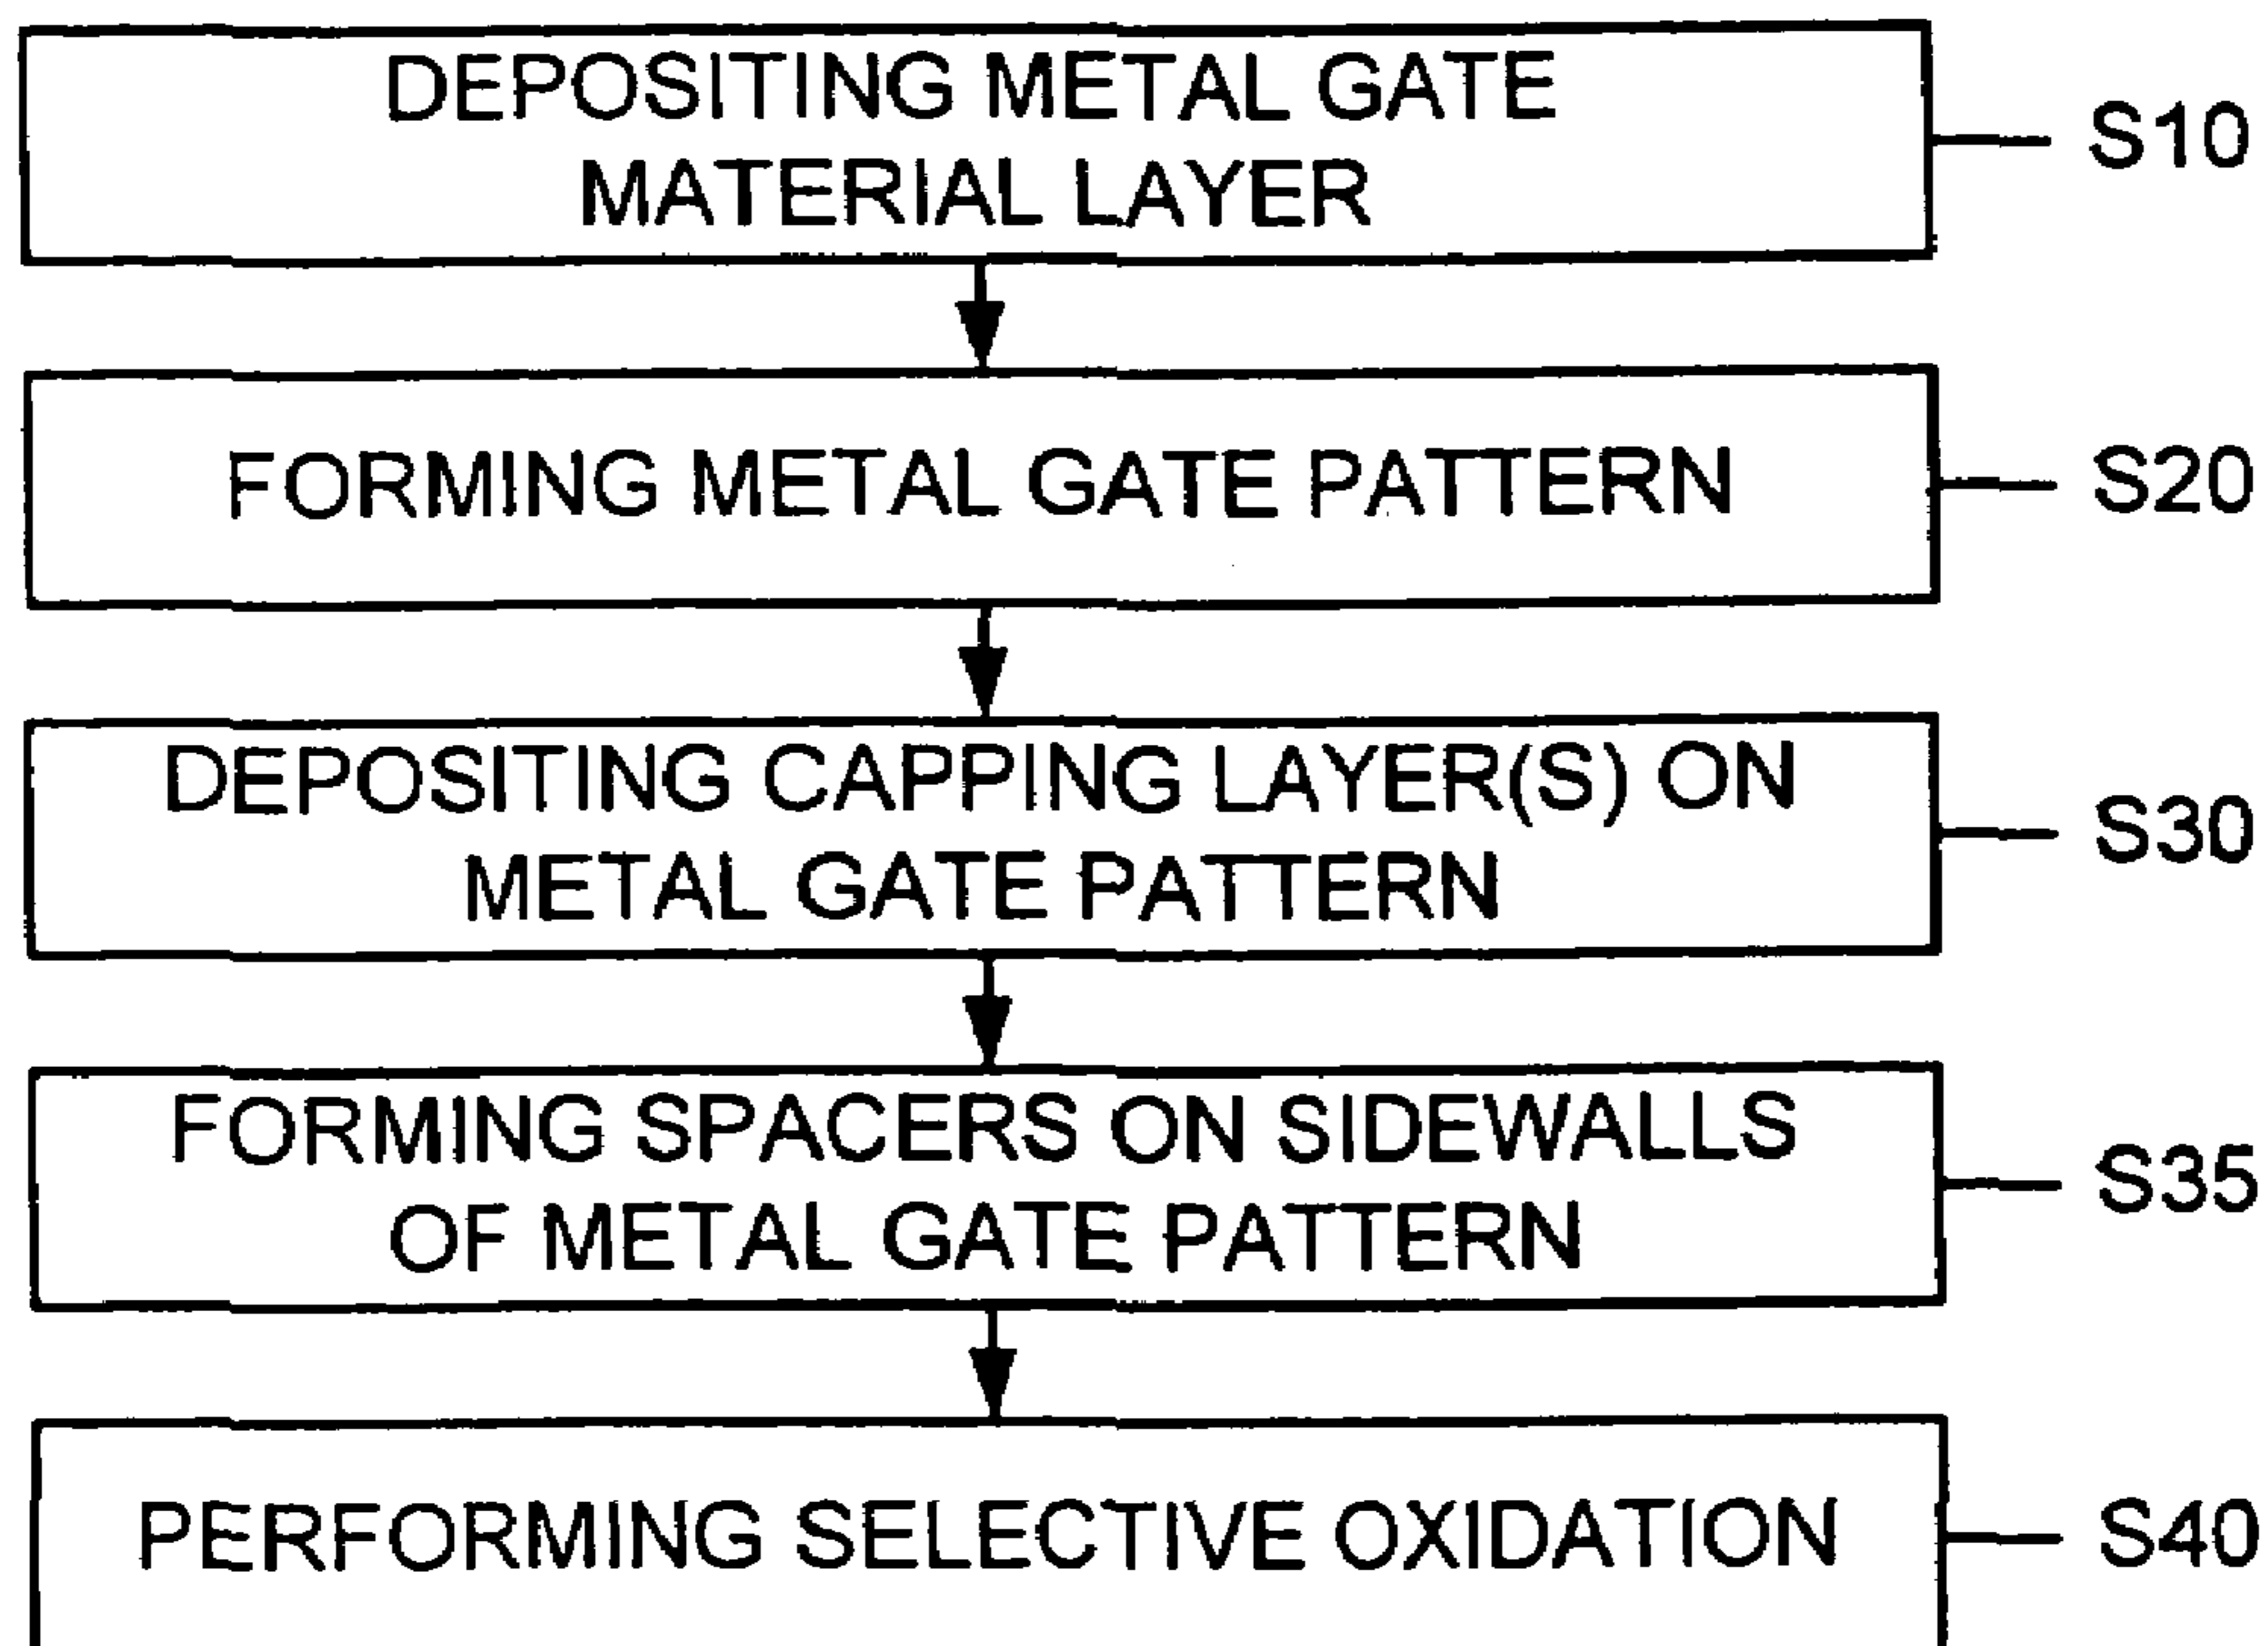 DEPOSITING METAL GATE
MATERIAL LAYER
S10
FORMING METAL GATE PATTERN
S20
DEPOSITING CAPPING LAYER(S) ON
METAL GATE PATTERN
S30
FORMING SPACERS ON SIDEWALLS
OF METAL GATE PATTERN
S35
PERFORMING SELECTIVE OXIDATION
S40